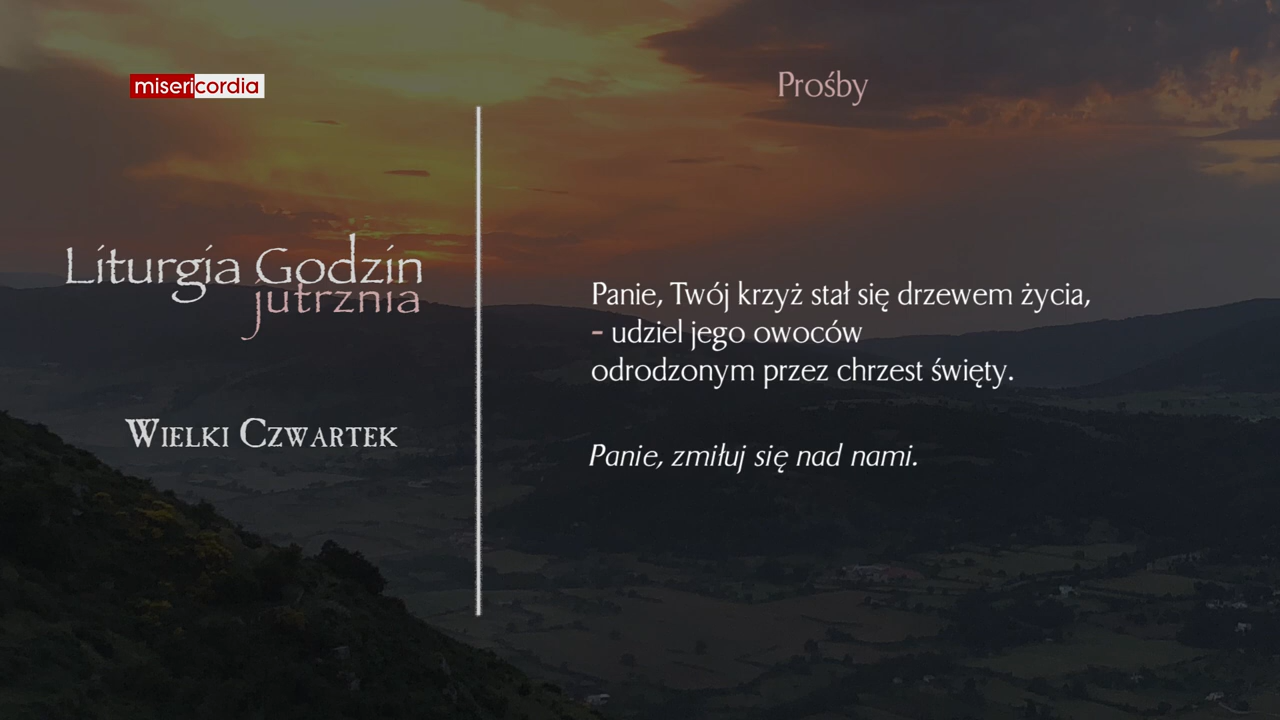 misericordia
Liturgia Godzin
jutrznia
Wielki Czwartek
Prośby
Panie, Twój krzyż stał się drzewem życia,
- udziel jego owoców
odrodzonym przez chrzest święty.
Panie, zmiłuj się nad nami.